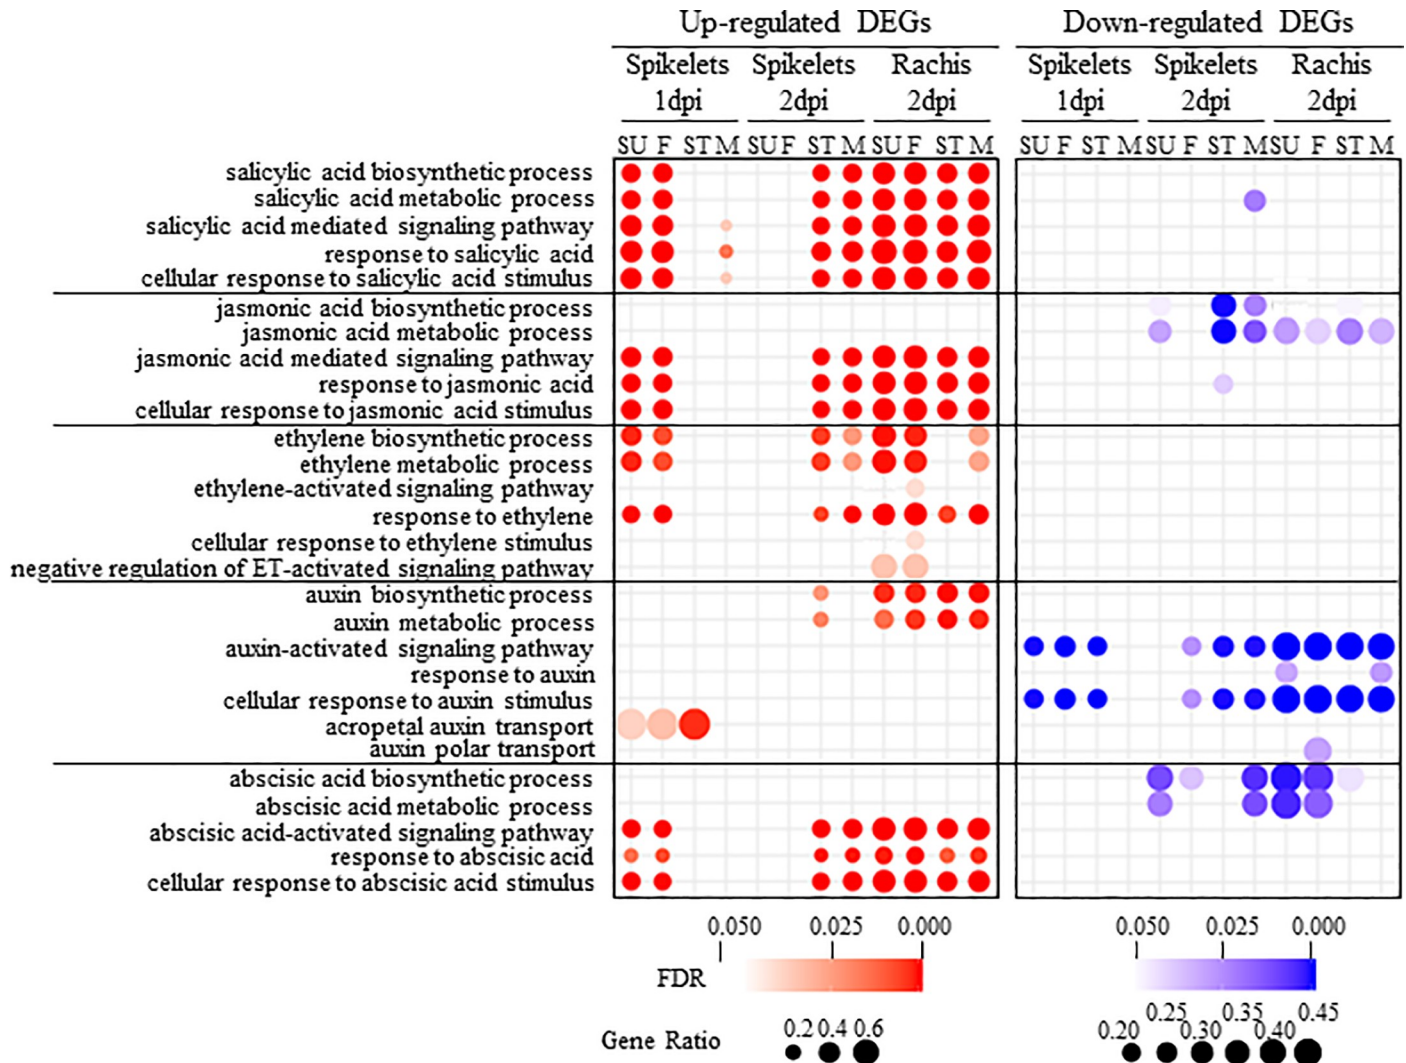 Up-regulated DEGs Down-regulated DEGs
Spikelets Spikelets Rachis Spikelets Spikelets Rachis
1dpi 2dpi 2dpi 1dpi 2dpi 2dpi
SU F ST M SU F ST M SU F ST M SU F ST M SU F ST M SU F ST M
salicylic acid biosynthetic process
salicylic acid metabolic process
salicylic acid mediated signaling pathway
response to salicylic acid
cellular response to salicylic acid stimulus
jasmonic acid biosynthetic process
jasmonic acid metabolic process
jasmonic acid mediated signaling pathway
response to jasmonic acid
cellular response to jasmonic acid stimulus
ethylene biosynthetic process
ethylene metabolic process
ethylene-activated signaling pathway
response to ethylene
cellular response to ethylene stimulus
negative regulation of ET-activated signaling pathway
auxin biosynthetic process
auxin metabolic process
auxin-activated signaling pathway
response to auxin
cellular response to auxin stimulus
acropetal auxin transport
auxin polar transport
abscisic acid biosynthetic process
abscisic acid metabolic process
abscisic acid-activated signaling pathway
response to abscisic acid
cellular response to abscisic acid stimulus
0.050 0.025 0.000 0.050 0.025 0.000
FDR
0.25 0.35 0.45
Gene Ratio 0.2 0.4 0.6 0.20 0.30 0.40